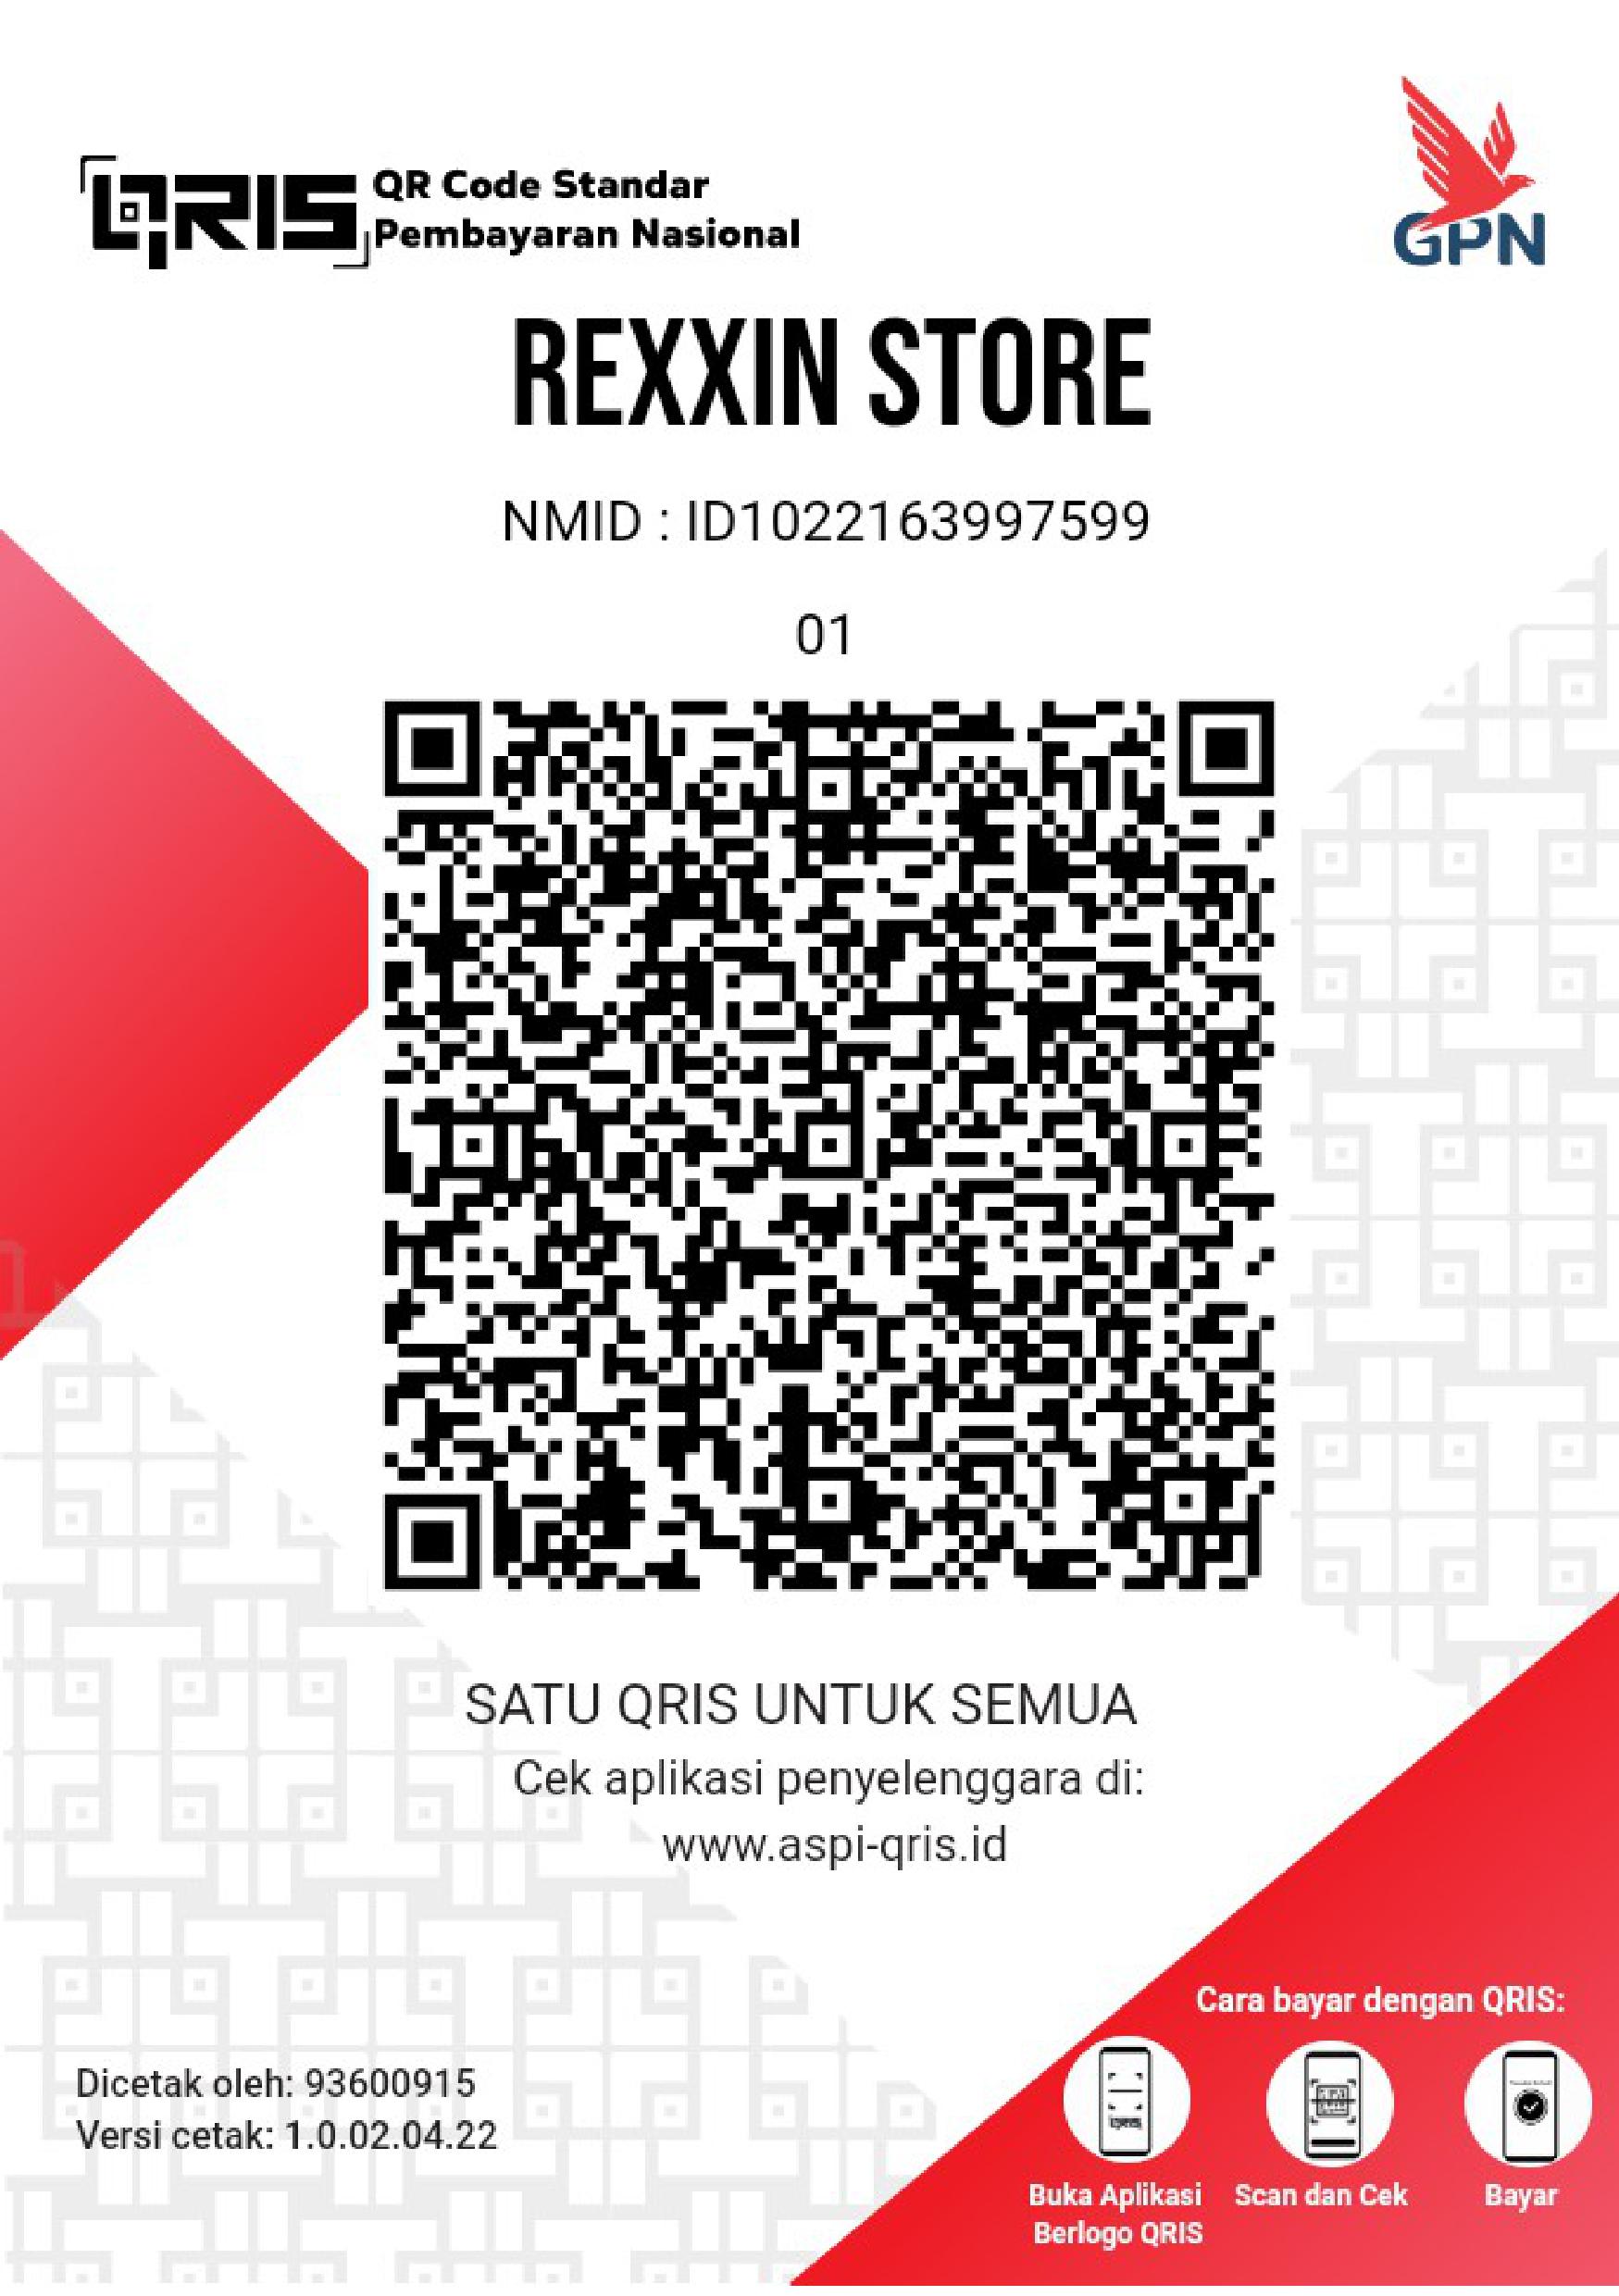 QRIS QR Code Standar
Pembayaran Nasional
GPN
REXXIN STORE
NMID : ID1022163997599
01
SATU QRIS UNTUK SEMUA
Cek aplikasi penyelenggara di:
www.aspi-qris.id
Cara bayar dengan QRIS:
Dicetak oleh: 93600915
Versi cetak: 1.0.02.04.22
Buka Aplikasi
Berlogo QRIS
Scan dan Cek
Bayar